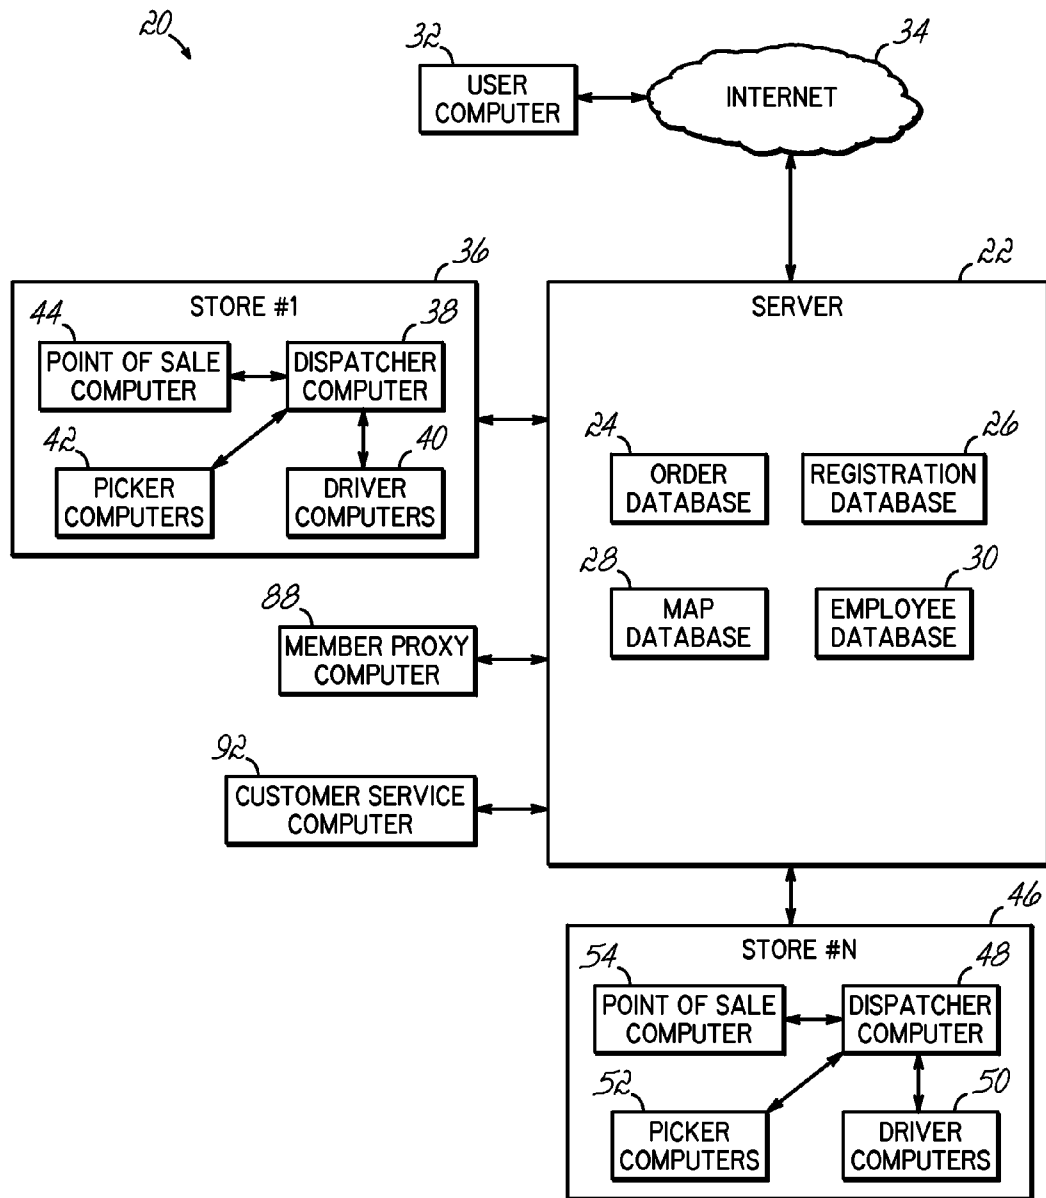 20
32
34
USER
COMPUTER
INTERNET
36
22
STORE #1
SERVER
44
38
POINT OF SALE
COMPUTER
DISPATCHER
COMPUTER
42
40
PICKER
COMPUTERS
DRIVER
COMPUTERS
24
26
ORDER
DATABASE
REGISTRATION
DATABASE
28
30
MAP
DATABASE
EMPLOYEE
DATABASE
88
MEMBER PROXY
COMPUTER
92
CUSTOMER SERVICE
COMPUTER
46
STORE #N
54
48
POINT OF SALE
COMPUTER
DISPATCHER
COMPUTER
52
50
PICKER
COMPUTERS
DRIVER
COMPUTERS